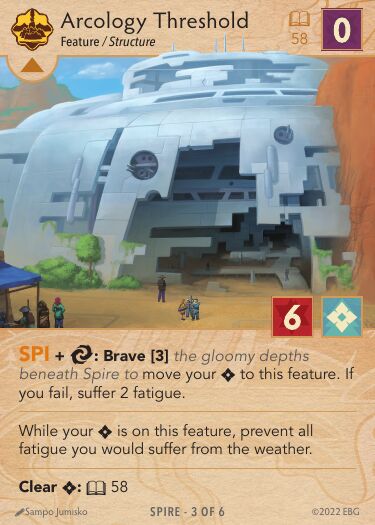 Arcology Threshold
Feature / Structure
58
0
6
SPI + : Brave [3] the gloomy depths
beneath Spire to move your to this feature. If
you fail, suffer 2 fatigue.
While your is on this feature, prevent all
fatigue you would suffer from the weather.
Clear : 58
Sampo Jumisko
SPIRE - 3 OF 6
©2022 EBG